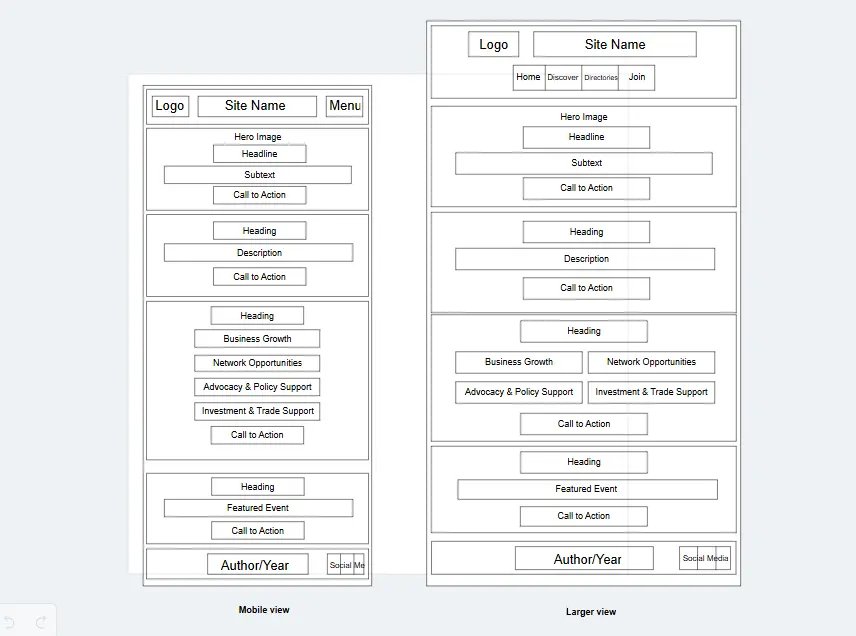 Logo
Site Name
Menu
Hero Image
Headline
Subtext
Call to Action
Heading
Description
Call to Action
Heading
Business Growth
Network Opportunities
Advocacy & Policy Support
Investment & Trade Support
Call to Action
Heading
Featured Event
Call to Action
Author/Year
Social Me
Mobile view
Logo
Site Name
Home
Discover
Directories
Join
Hero Image
Headline
Subtext
Call to Action
Heading
Description
Call to Action
Heading
Business Growth
Network Opportunities
Advocacy & Policy Support
Investment & Trade Support
Call to Action
Heading
Featured Event
Call to Action
Author/Year
Social Media
Larger view